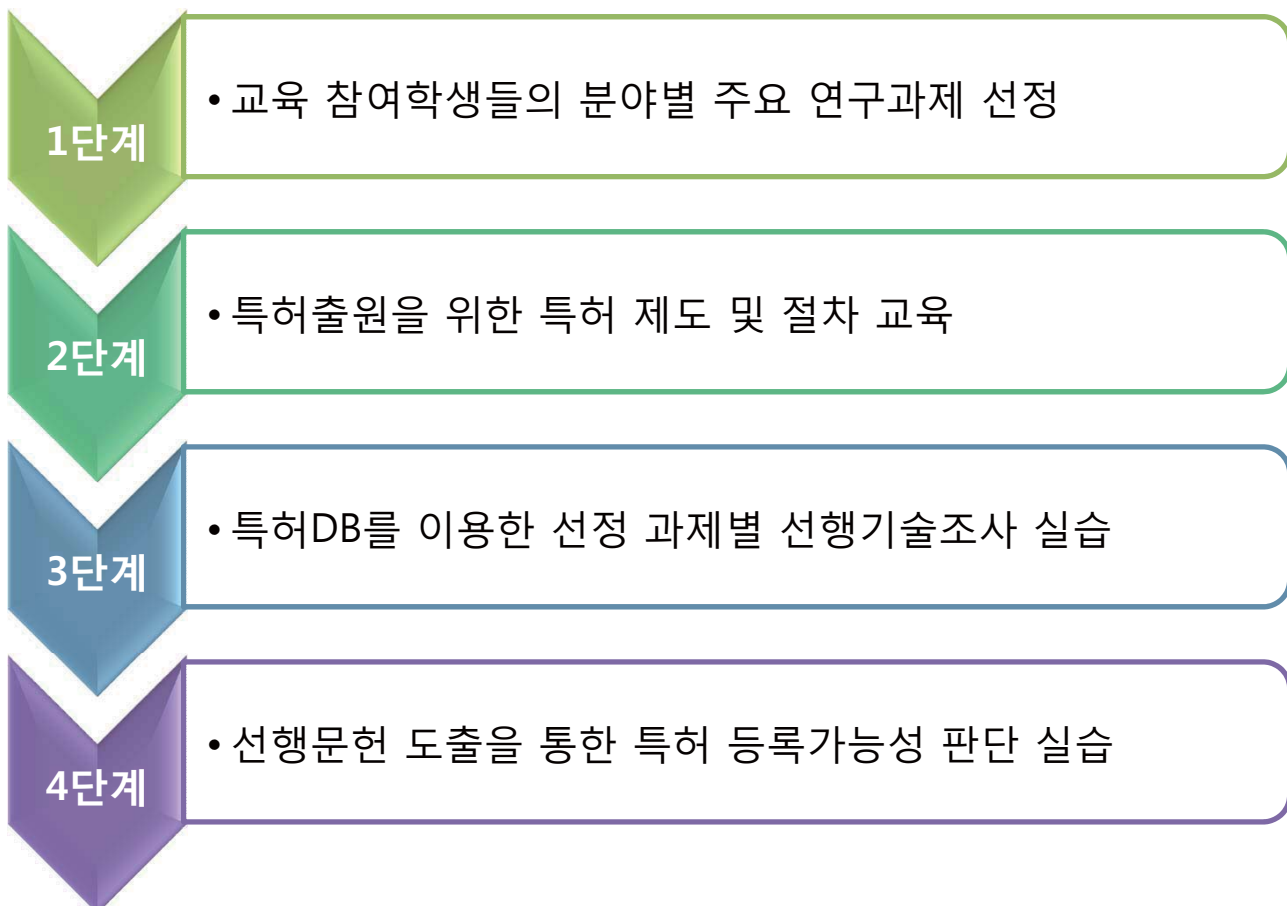 1단계
• 교육 참여학생들의 분야별 주요 연구과제 선정
2단계
• 특허출원을 위한 특허 제도 및 절차 교육
3단계
• 특허DB를 이용한 선정 과제별 선행기술조사 실습
4단계
• 선행문헌 도출을 통한 특허 등록가능성 판단 실습